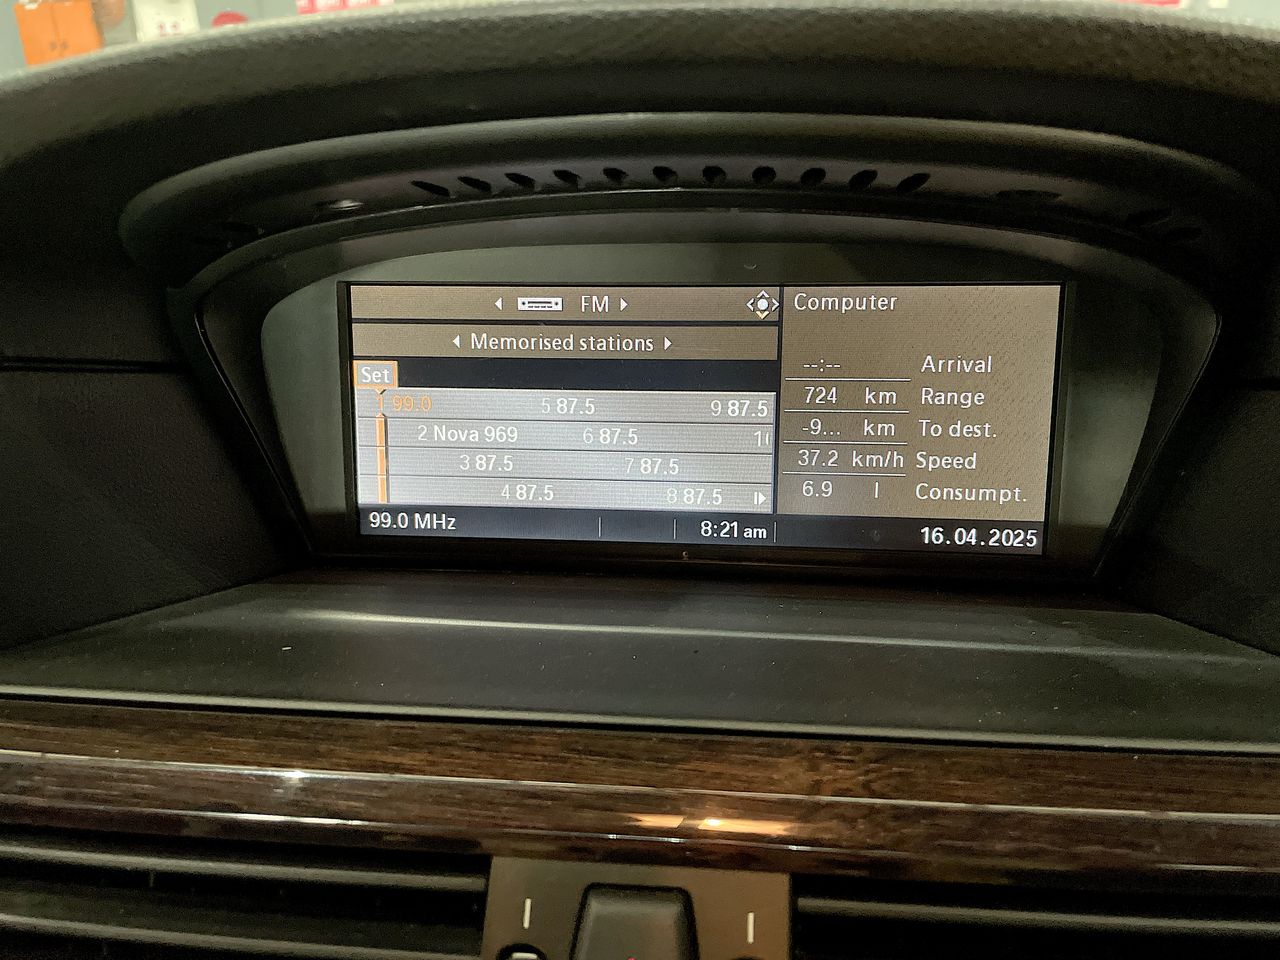 FM
Memorised stations
Set
1 99.0 5 87.5 9 87.5
2 Nova 969 6 87.5
3 87.5 7 87.5
4 87.5 8 87.5
99.0 MHz 8:21 am
Computer
--:-- Arrival
724 km Range
-9... km To dest.
37.2 km/h Speed
6.9 l Consumpt.
16.04.2025